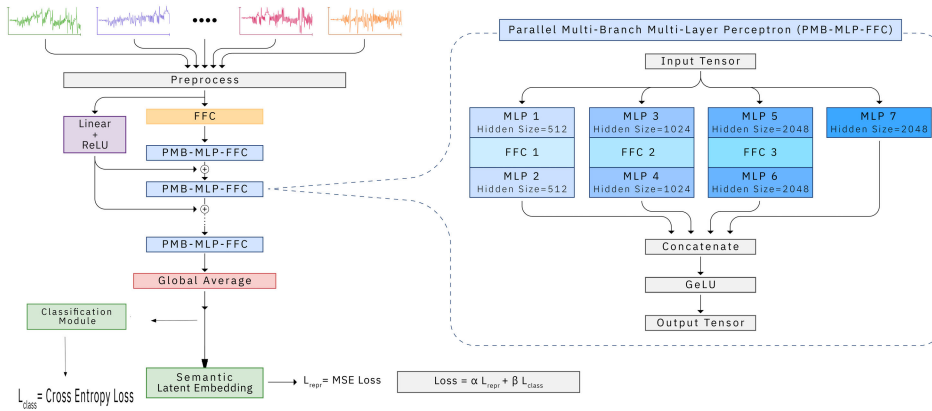 Preprocess
Linear
+
ReLU
FFC
PMB-MLP-FFC
+
PMB-MLP-FFC
+
PMB-MLP-FFC
Global Average
Classification
Module
Semantic
Latent Embedding
L_repr = MSE Loss
Loss = α L_repr + β L_class
L_class = Cross Entropy Loss
Parallel Multi-Branch Multi-Layer Perceptron (PMB-MLP-FFC)
Input Tensor
MLP 1
Hidden Size=512
FFC 1
MLP 2
Hidden Size=512
MLP 3
Hidden Size=1024
FFC 2
MLP 4
Hidden Size=1024
MLP 5
Hidden Size=2048
FFC 3
MLP 6
Hidden Size=2048
MLP 7
Hidden Size=2048
Concatenate
GeLU
Output Tensor